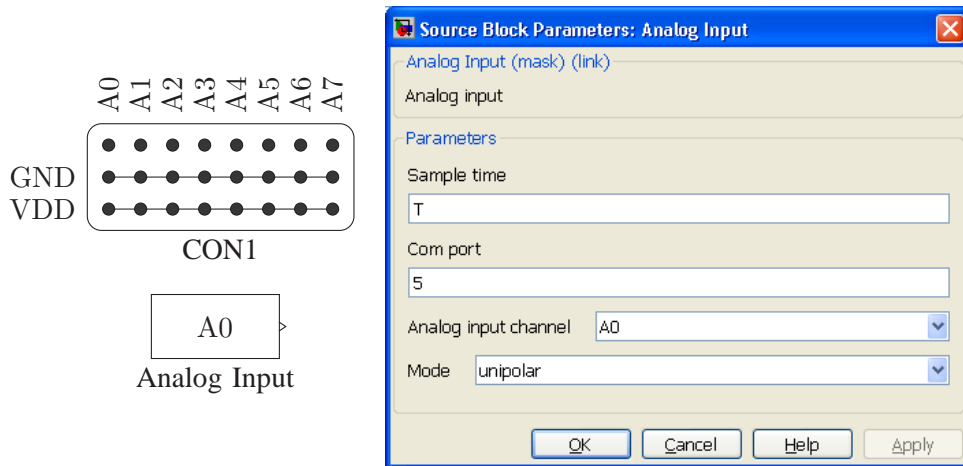 A0 A1 A2 A3 A4 A5 A6 A7
GND
VDD
CON1
A0
Analog Input
Source Block Parameters: Analog Input
Analog Input (mask) (link)
Analog input
Parameters
Sample time
T
Com port
5
Analog input channel A0
Mode unipolar
OK Cancel Help Apply